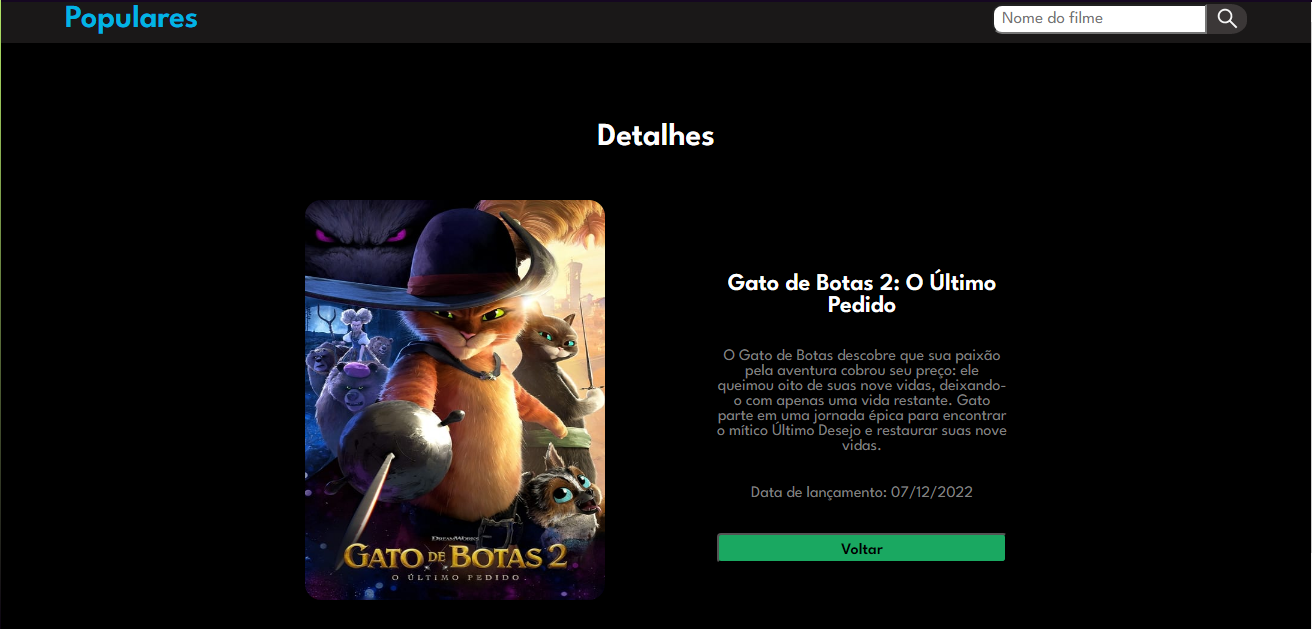 Populares
Nome do filme
Detalhes
DREAMWORKS
GATO DE BOTAS 2
O ÚLTIMO PEDIDO
Gato de Botas 2: O Último
Pedido
O Gato de Botas descobre que sua paixão
pela aventura cobrou seu preço: ele
queimou oito de suas nove vidas, deixando-
o com apenas uma vida restante. Gato
parte em uma jornada épica para encontrar
o mítico Último Desejo e restaurar suas nove
vidas.
Data de lançamento: 07/12/2022
Voltar